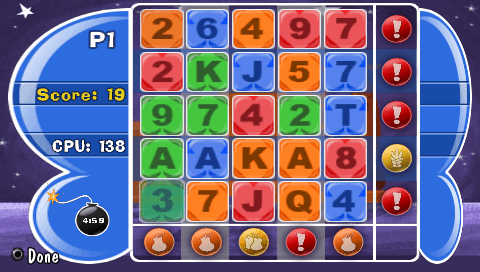 P1
Score: 19
CPU: 138
2 6 4 9 7 !
2 K J 5 7 !
9 7 4 2 T !
A A K A 8
3 7 J Q 4 !
!
4:59
Done